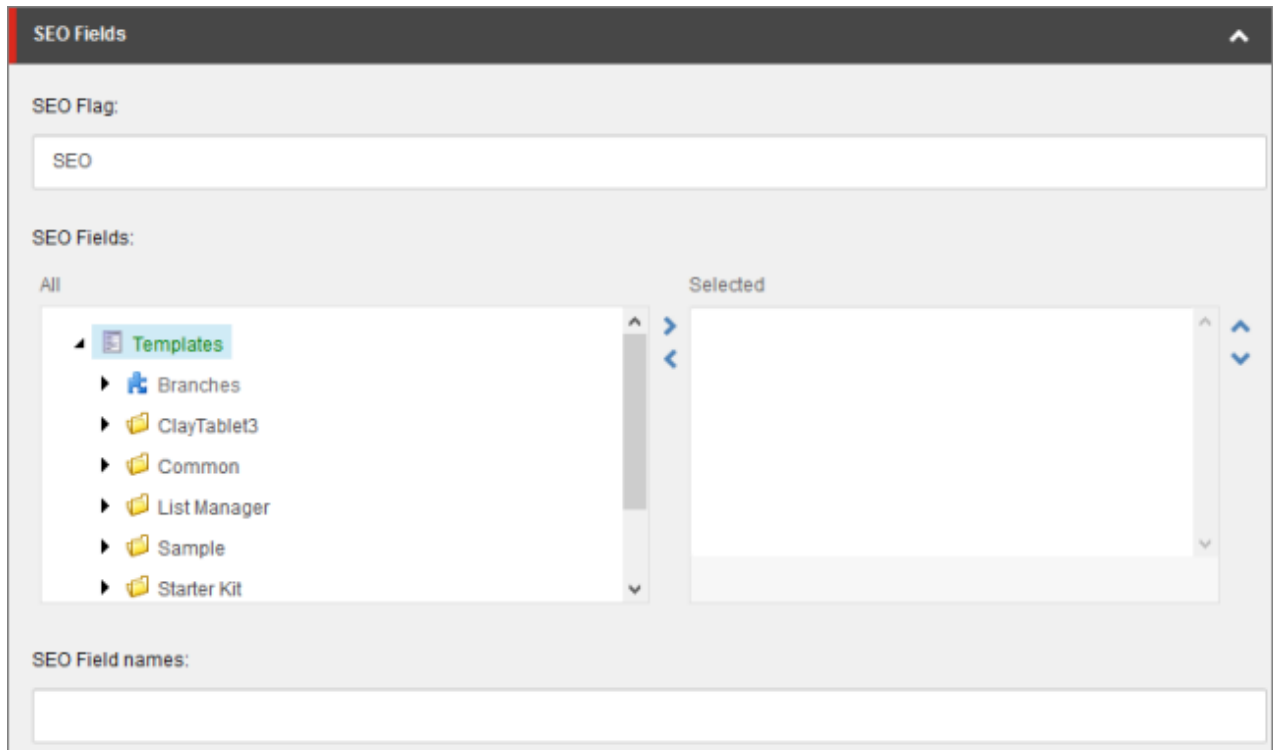 SEO Fields
SEO Flag:
SEO
SEO Fields:
All
Selected
Templates
Branches
ClayTablet3
Common
List Manager
Sample
Starter Kit
SEO Field names: